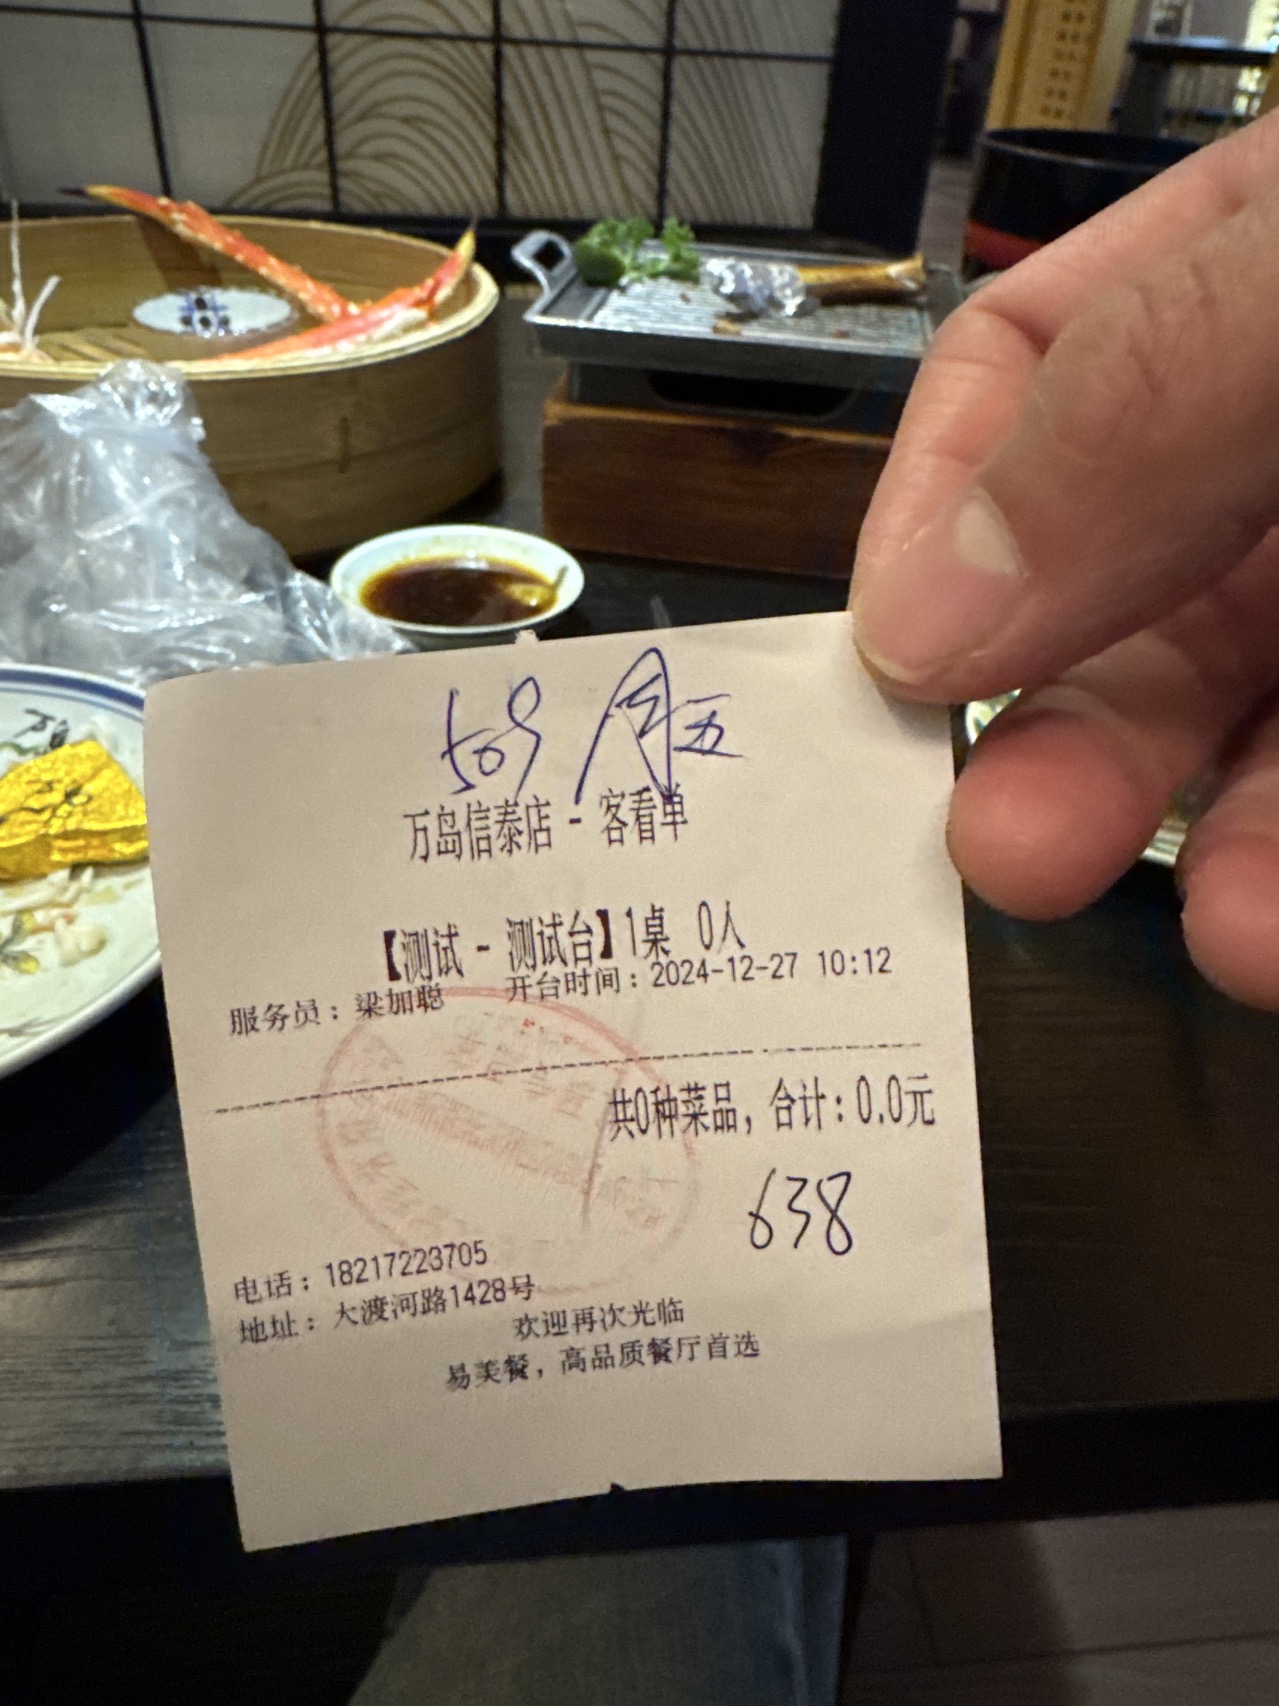 509 周五
万岛信泰店 - 客看单
【测试 - 测试台】1桌 0人
服务员：梁加聪 开台时间：2024-12-27 10:12
共0种菜品，合计：0.0元
638
电话：18217223705
地址：大渡河路1428号
欢迎再次光临
易美餐，高品质餐厅首选